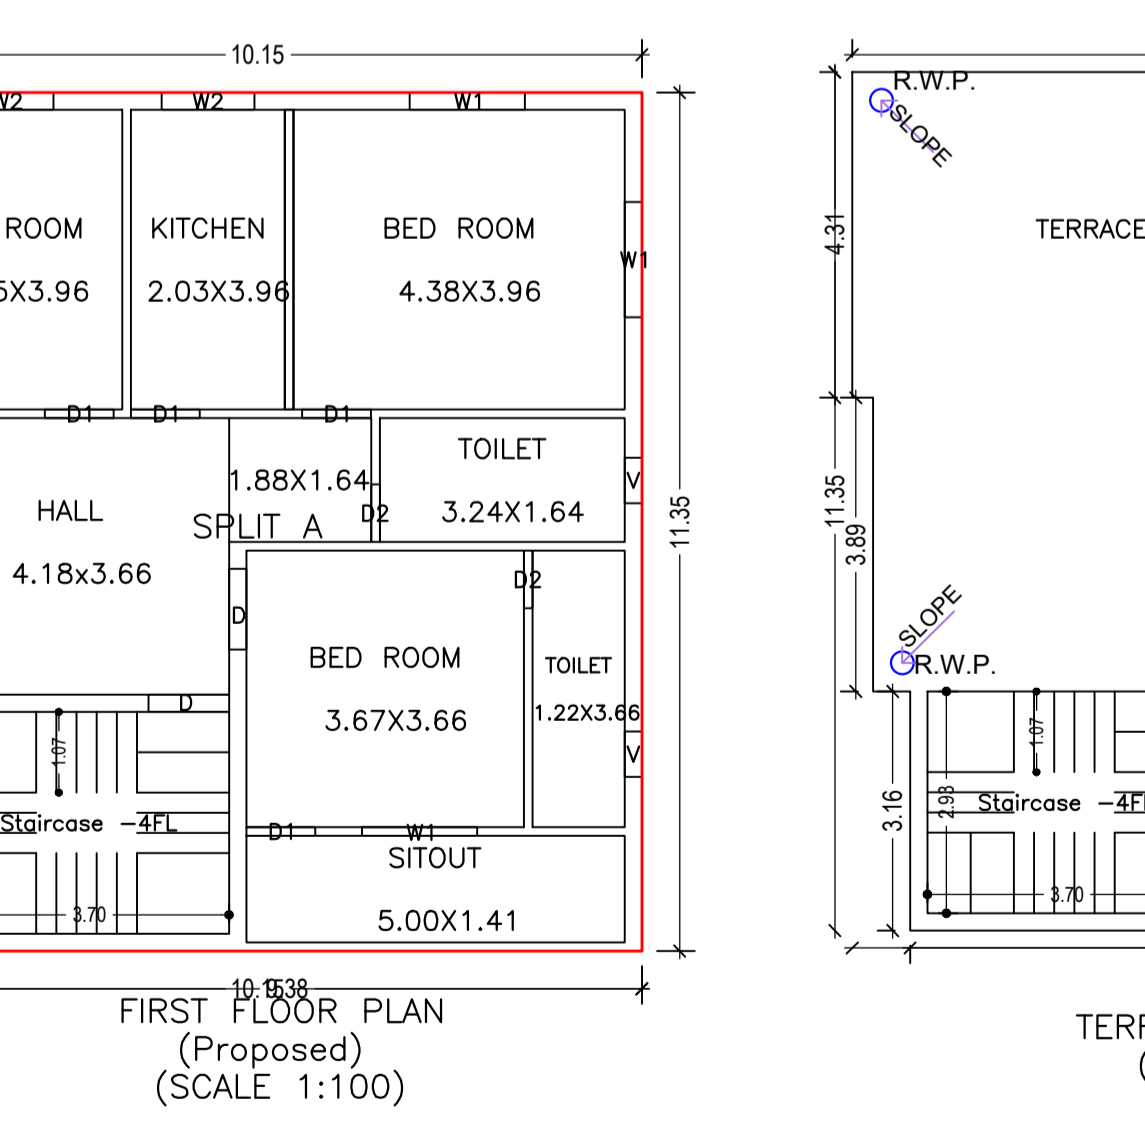 10.15
W2
W2
W1
R.W.P.
SLOPE
ROOM
KITCHEN
BED ROOM
TERRACE
4.31
W1
5X3.96
2.03X3.96
4.38X3.96
D1
D1
D1
TOILET
1.88X1.64
V
HALL
SPLIT A
D2
3.24X1.64
11.35
11.35
3.89
4.18x3.66
D2
D
SLOPE
BED ROOM
TOILET
R.W.P.
3.67X3.66
1.22X3.66
D
1.07
1.07
V
Staircase -4FL
D1
W1
3.16
2.93
Staircase -4FL
SITOUT
3.70
5.00X1.41
3.70
FIRST FLOOR PLAN
(Proposed)
(SCALE 1:100)
TERR
(